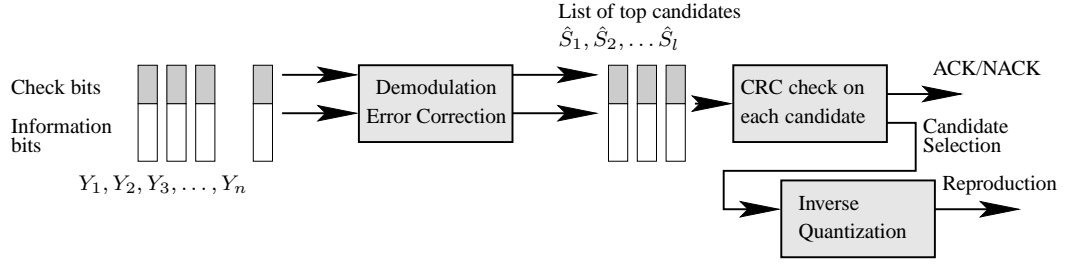 List of top candidates
Ŝ₁, Ŝ₂, . . . Ŝₗ
Check bits
Information
bits
Y₁, Y₂, Y₃, . . . , Yₙ
Demodulation
Error Correction
CRC check on
each candidate
ACK/NACK
Candidate
Selection
Inverse
Quantization
Reproduction